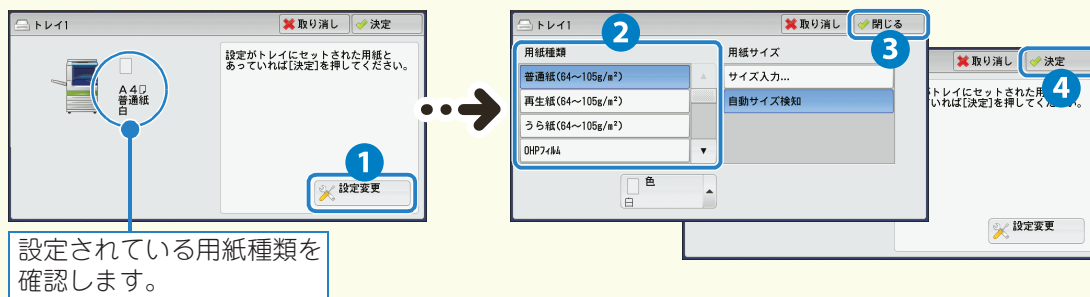 トレイ1
取り消し
決定
設定がトレイにセットされた用紙と
あっていれば[決定]を押してください。
A4
普通紙
白
1
設定変更
設定されている用紙種類を
確認します。
トレイ1
取り消し
閉じる
2
3
用紙種類
普通紙(64~105g/m²)
再生紙(64~105g/m²)
うら紙(64~105g/m²)
OHPフィルム
用紙サイズ
サイズ入力...
自動サイズ検知
色
白
取り消し
決定
4
トレイにセットされた用
いれば[決定]を押してく
。
設定変更